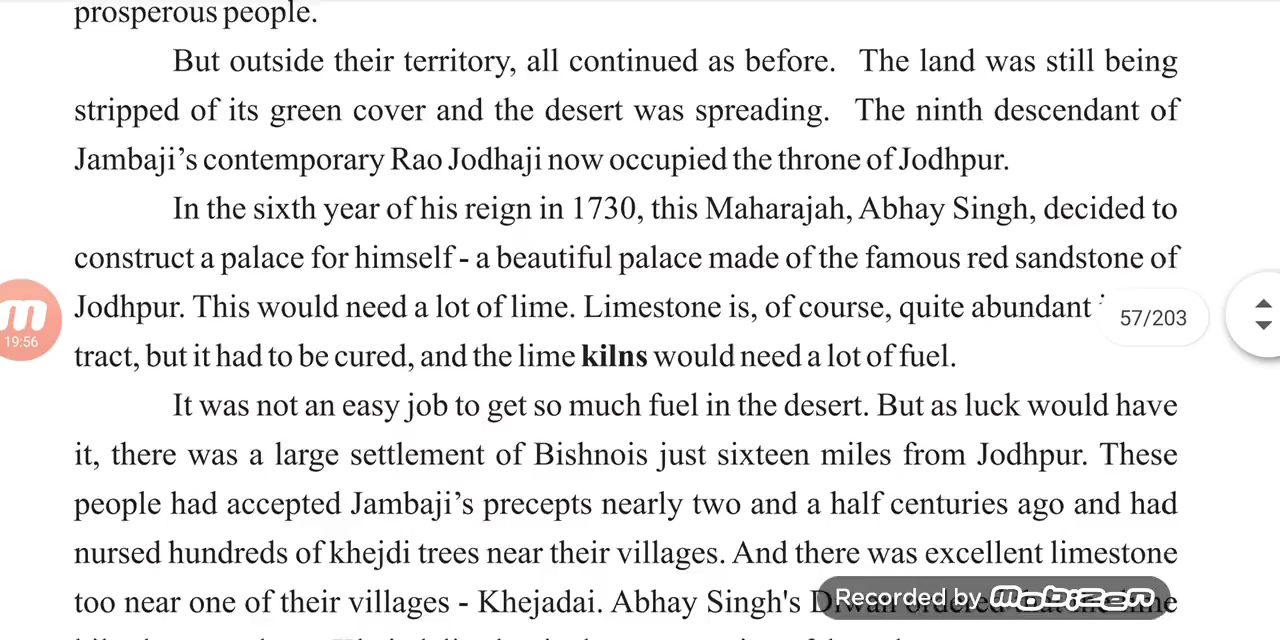 prosperous people.
But outside their territory, all continued as before. The land was still being
stripped of its green cover and the desert was spreading. The ninth descendant of
Jambaji's contemporary Rao Jodhaji now occupied the throne of Jodhpur.
In the sixth year of his reign in 1730, this Maharajah, Abhay Singh, decided to
construct a palace for himself - a beautiful palace made of the famous red sandstone of
Jodhpur. This would need a lot of lime. Limestone is, of course, quite abundant
57/203
19:56
tract, but it had to be cured, and the lime kilns would need a lot of fuel.
It was not an easy job to get so much fuel in the desert. But as luck would have
it, there was a large settlement of Bishnois just sixteen miles from Jodhpur. These
people had accepted Jambaji's precepts nearly two and a half centuries ago and had
nursed hundreds of khejdi trees near their villages. And there was excellent limestone
too near one of their villages - Khejadai. Abhay Singh's
Recorded by mobizen